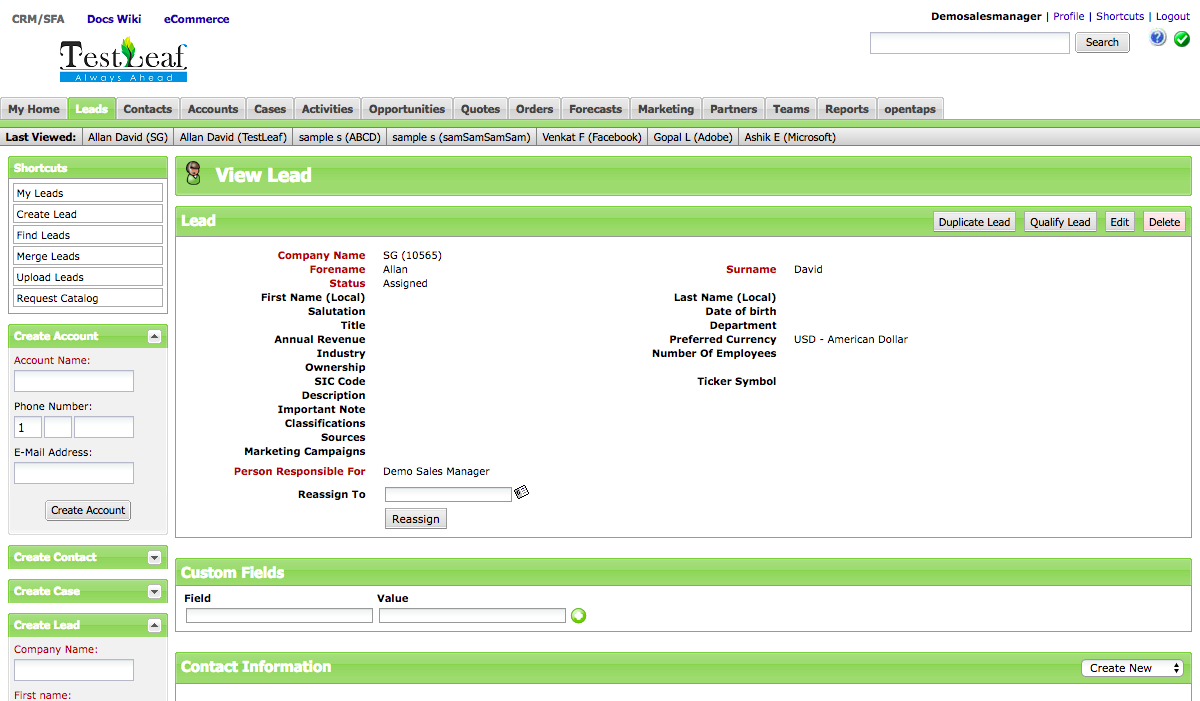 CRM/SFA Docs Wiki eCommerce
Demosalesmanager | Profile | Shortcuts | Logout
TestLeaf
Always Ahead
Search
My Home Leads Contacts Accounts Cases Activities Opportunities Quotes Orders Forecasts Marketing Partners Teams Reports opentaps
Last Viewed: Allan David (SG) Allan David (TestLeaf) sample s (ABCD) sample s (samSamSamSam) Venkat F (Facebook) Gopal L (Adobe) Ashik E (Microsoft)
Shortcuts
My Leads
Create Lead
Find Leads
Merge Leads
Upload Leads
Request Catalog
Create Account
Account Name:
Phone Number:
1
E-Mail Address:
Create Account
Create Contact
Create Case
Create Lead
Company Name:
First name:
View Lead
Lead Duplicate Lead Qualify Lead Edit Delete
Company Name SG (10565)
Forename Allan Surname David
Status Assigned
First Name (Local) Last Name (Local)
Salutation Date of birth
Title Department
Annual Revenue Preferred Currency USD - American Dollar
Industry Number Of Employees
Ownership
SIC Code Ticker Symbol
Description
Important Note
Classifications
Sources
Marketing Campaigns
Person Responsible For Demo Sales Manager
Reassign To
Reassign
Custom Fields
Field Value
Contact Information Create New